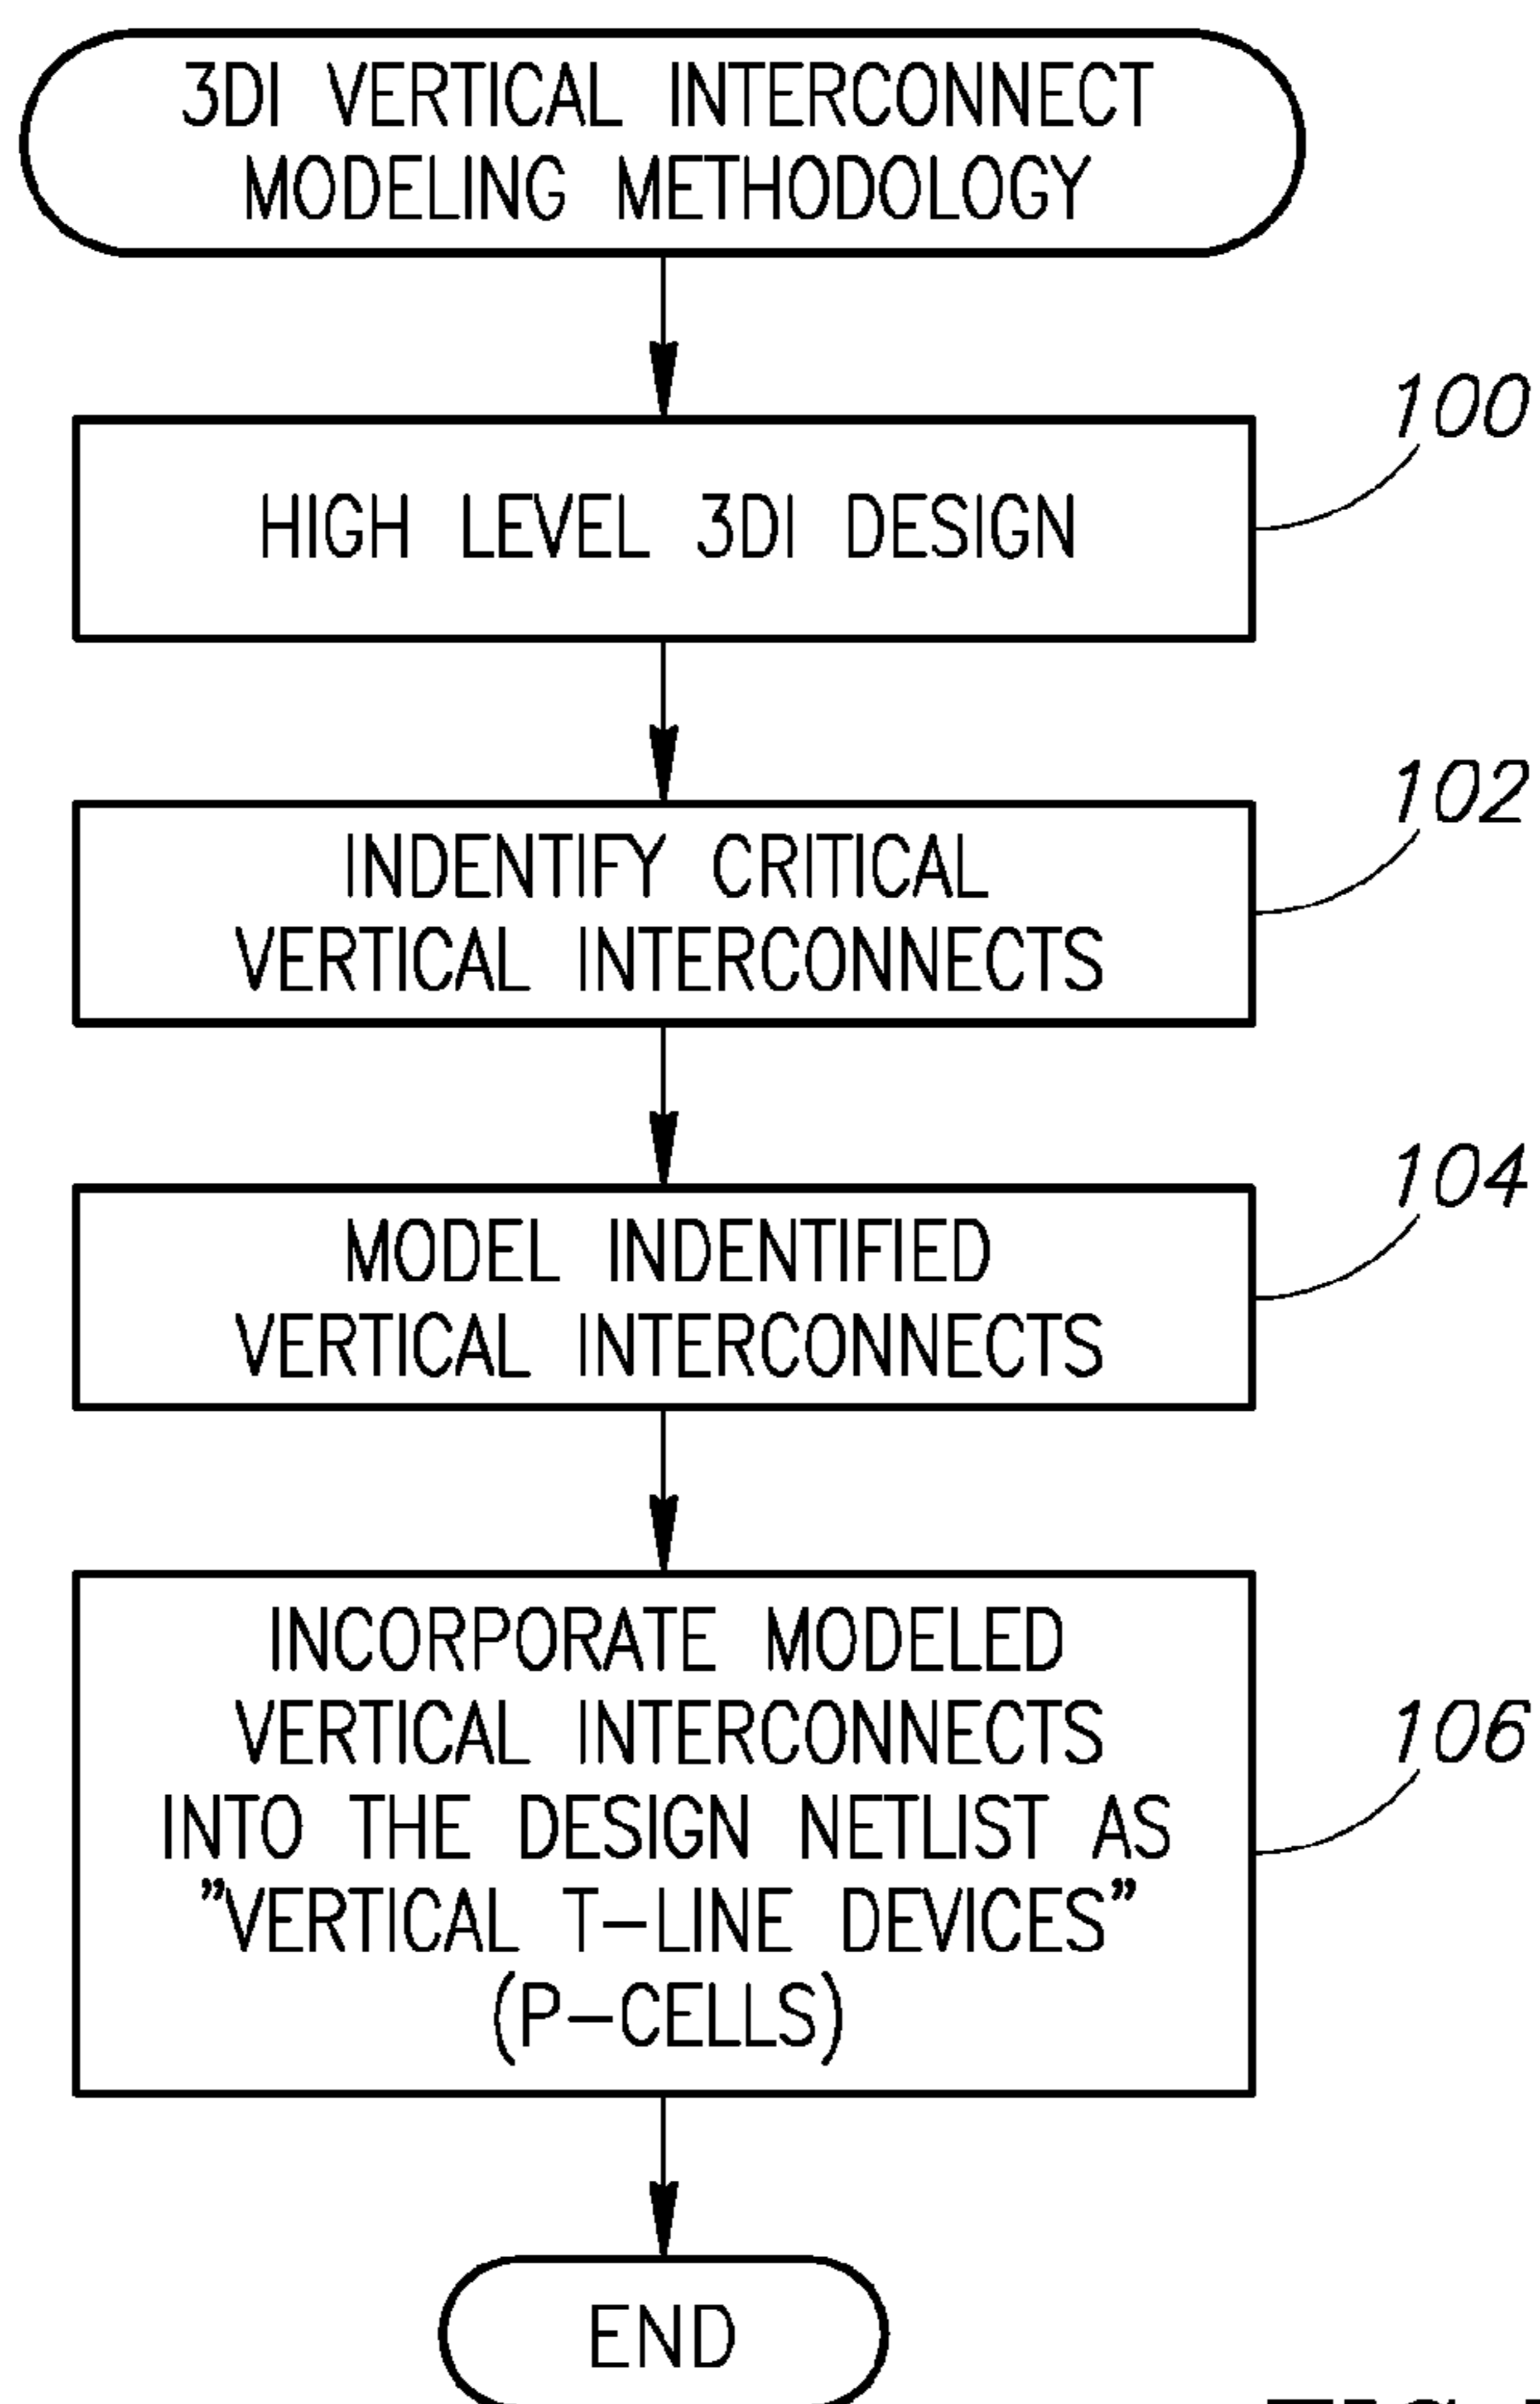 3DI VERTICAL INTERCONNECT
MODELING METHODOLOGY
100
HIGH LEVEL 3DI DESIGN
102
INDENTIFY CRITICAL
VERTICAL INTERCONNECTS
104
MODEL INDENTIFIED
VERTICAL INTERCONNECTS
INCORPORATE MODELED
VERTICAL INTERCONNECTS
106
INTO THE DESIGN NETLIST AS
"VERTICAL T-LINE DEVICES"
(P-CELLS)
END